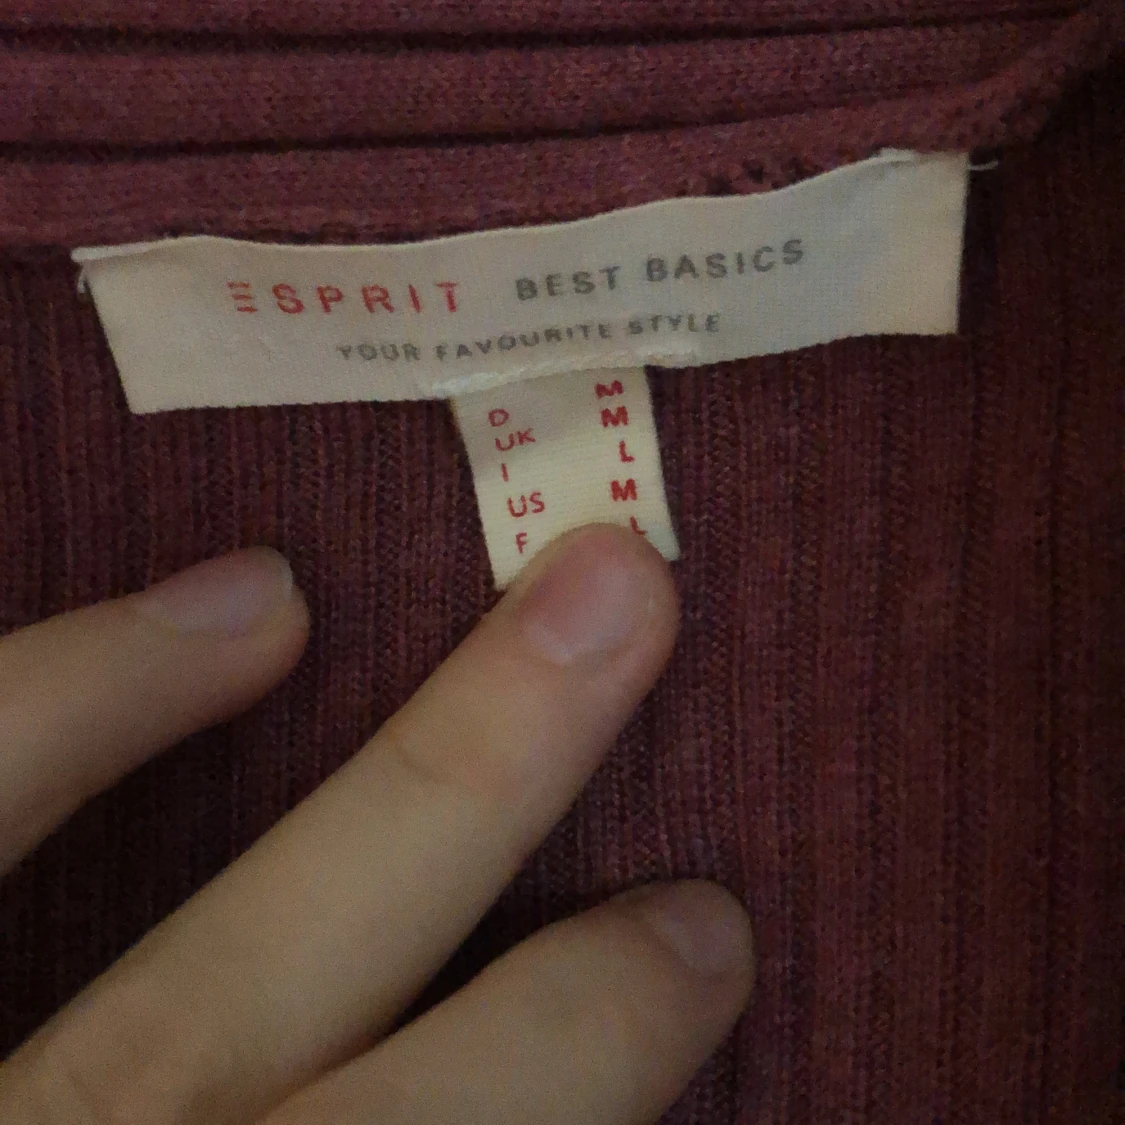 ESPRIT BEST BASICS
YOUR FAVOURITE STYLE
M
D M
UK L
I M
US L
F